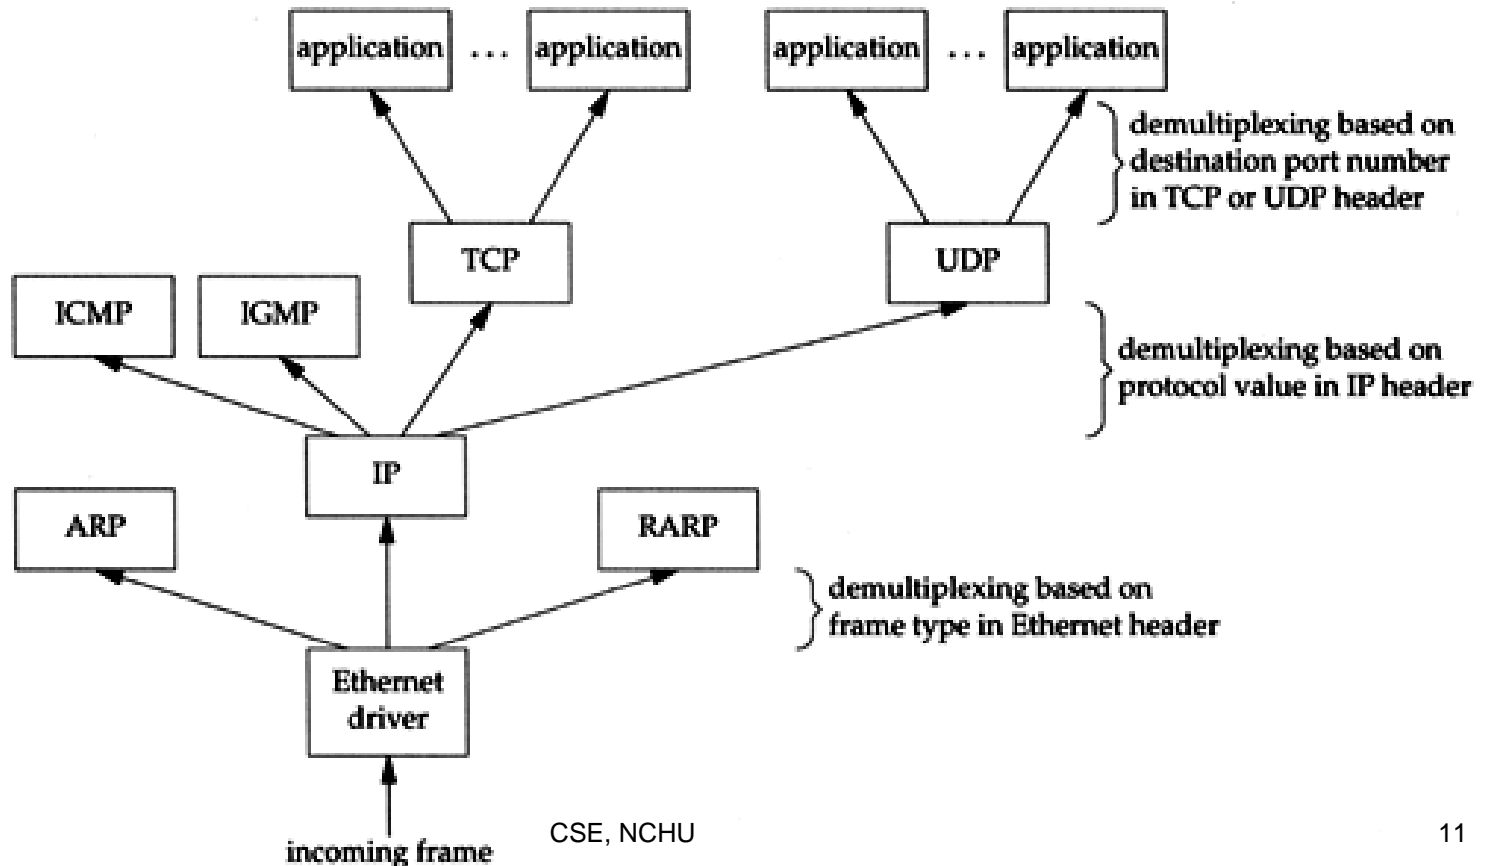 application ... application
application ... application
demultiplexing based on
destination port number
in TCP or UDP header
TCP
UDP
ICMP
IGMP
demultiplexing based on
protocol value in IP header
IP
ARP
RARP
demultiplexing based on
frame type in Ethernet header
Ethernet
driver
incoming frame
CSE, NCHU
11